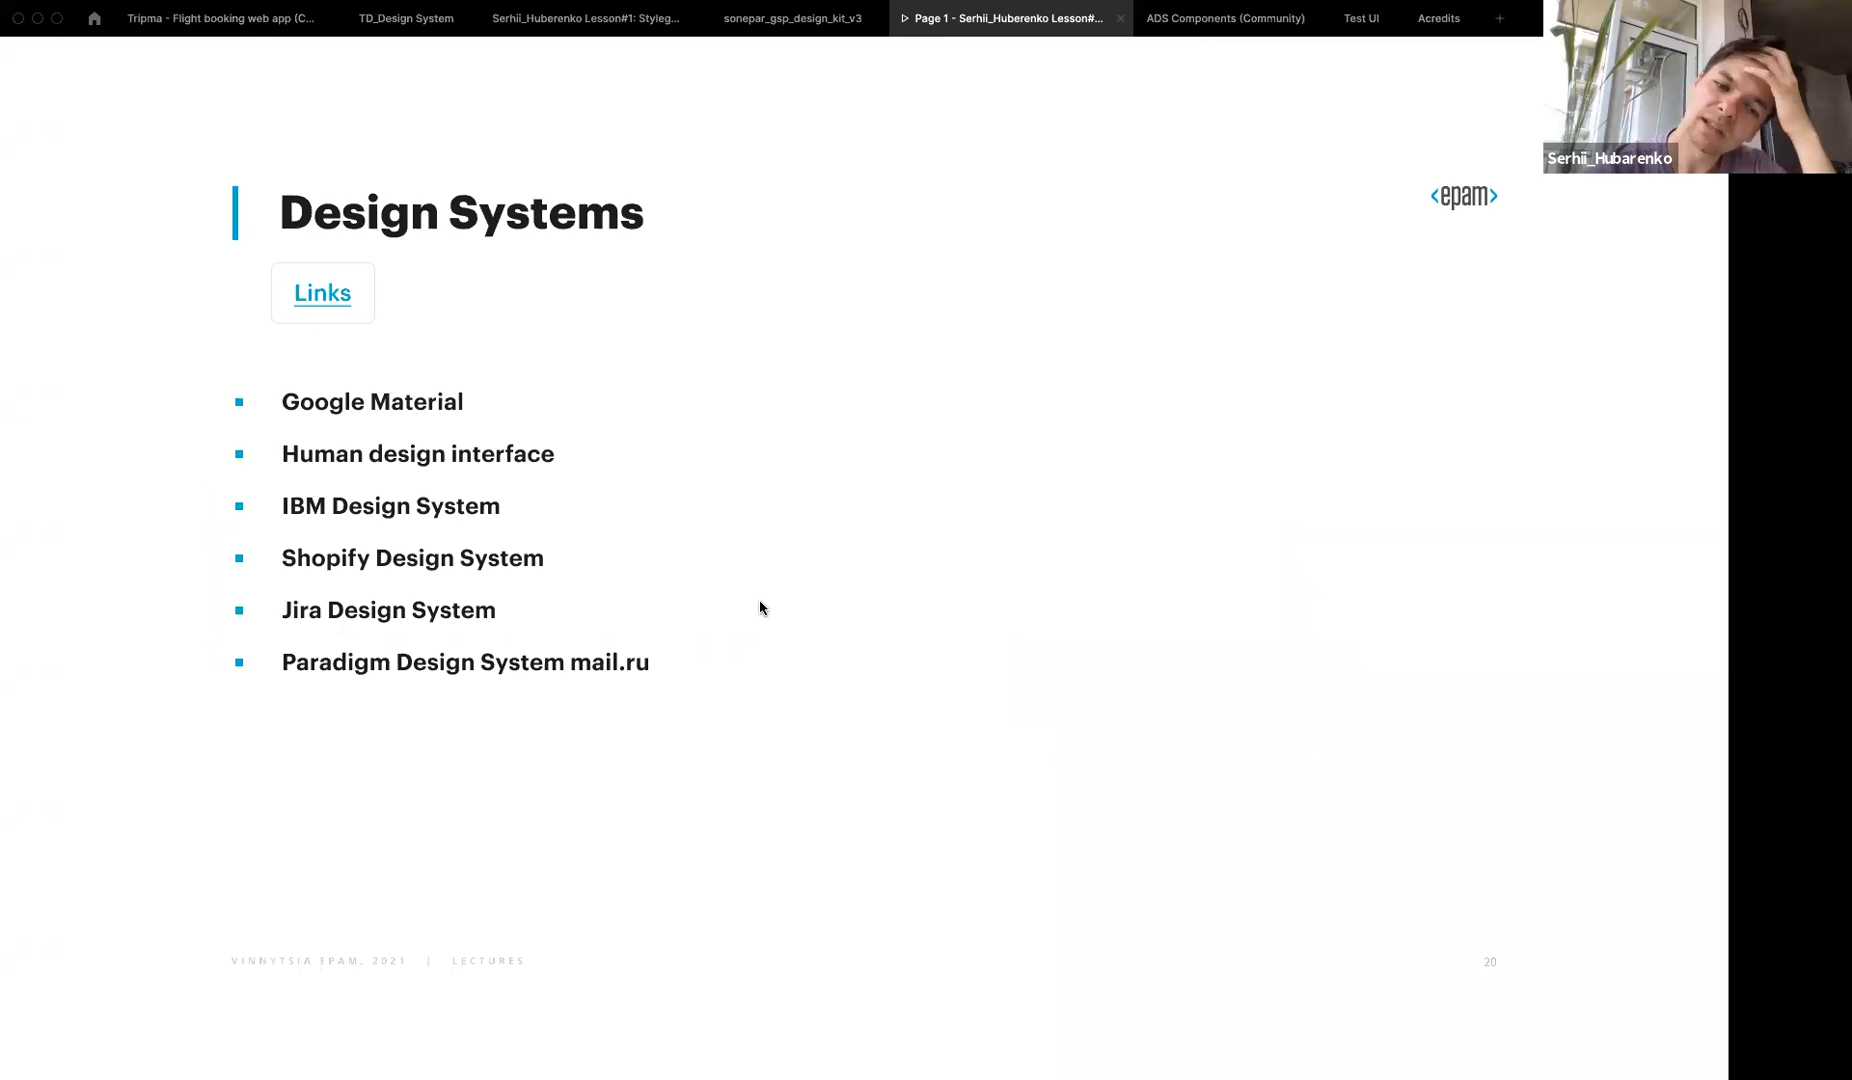 Tripma - Flight booking web app (C...
TD_Design System
Serhii_Huberenko Lesson#1: Styleg...
sonepar_gsp_design_kit_v3
Page 1 - Serhii_Huberenko Lesson#...
ADS Components (Community)
Test UI
Acredits
Serhii_Hubarenko
Design Systems
<epam>
Links
Google Material
Human design interface
IBM Design System
Shopify Design System
Jira Design System
Paradigm Design System mail.ru
VINNYTSIA EPAM, 2021 | LECTURES
20